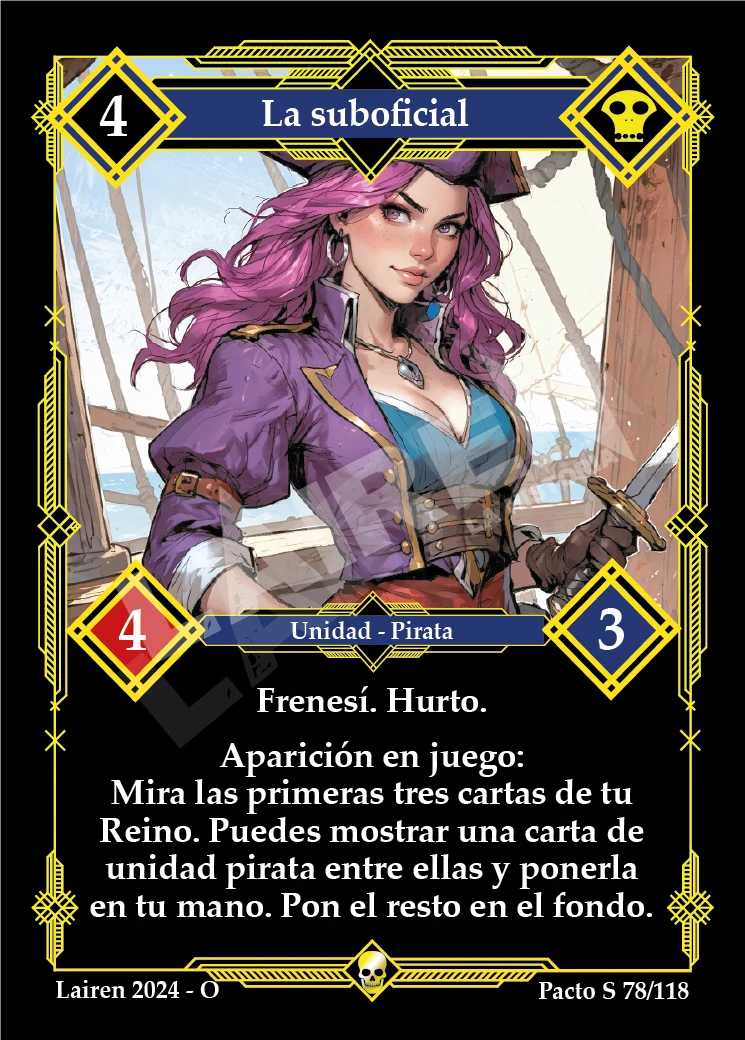 4
La suboficial
4
Unidad - Pirata
3
Frenesí. Hurto.
Aparición en juego:
Mira las primeras tres cartas de tu
Reino. Puedes mostrar una carta de
unidad pirata entre ellas y ponerla
en tu mano. Pon el resto en el fondo.
Lairen 2024 - O
Pacto S 78/118